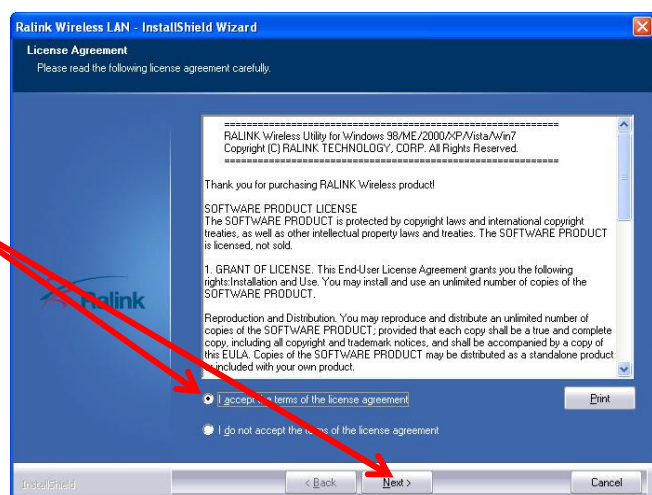 Ralink Wireless LAN - InstallShield Wizard
License Agreement
Please read the following license agreement carefully.
============================================================
RALINK Wireless Utility for Windows 98/ME/2000/XP/Vista/Win7
Copyright (C) RALINK TECHNOLOGY, CORP. All Rights Reserved.
============================================================
Thank you for purchasing RALINK Wireless product!
SOFTWARE PRODUCT LICENSE
The SOFTWARE PRODUCT is protected by copyright laws and international copyright
treaties, as well as other intellectual property laws and treaties. The SOFTWARE PRODUCT
is licensed, not sold.
1. GRANT OF LICENSE. This End-User License Agreement grants you the following
rights:Installation and Use. You may install and use an unlimited number of copies of the
SOFTWARE PRODUCT.
Reproduction and Distribution. You may reproduce and distribute an unlimited number of
copies of the SOFTWARE PRODUCT; provided that each copy shall be a true and complete
copy, including all copyright and trademark notices, and shall be accompanied by a copy of
this EULA. Copies of the SOFTWARE PRODUCT may be distributed as a standalone product
or included with your own product.
Ralink
I accept the terms of the license agreement
Print
I do not accept the terms of the license agreement
InstallShield
< Back
Next >
Cancel